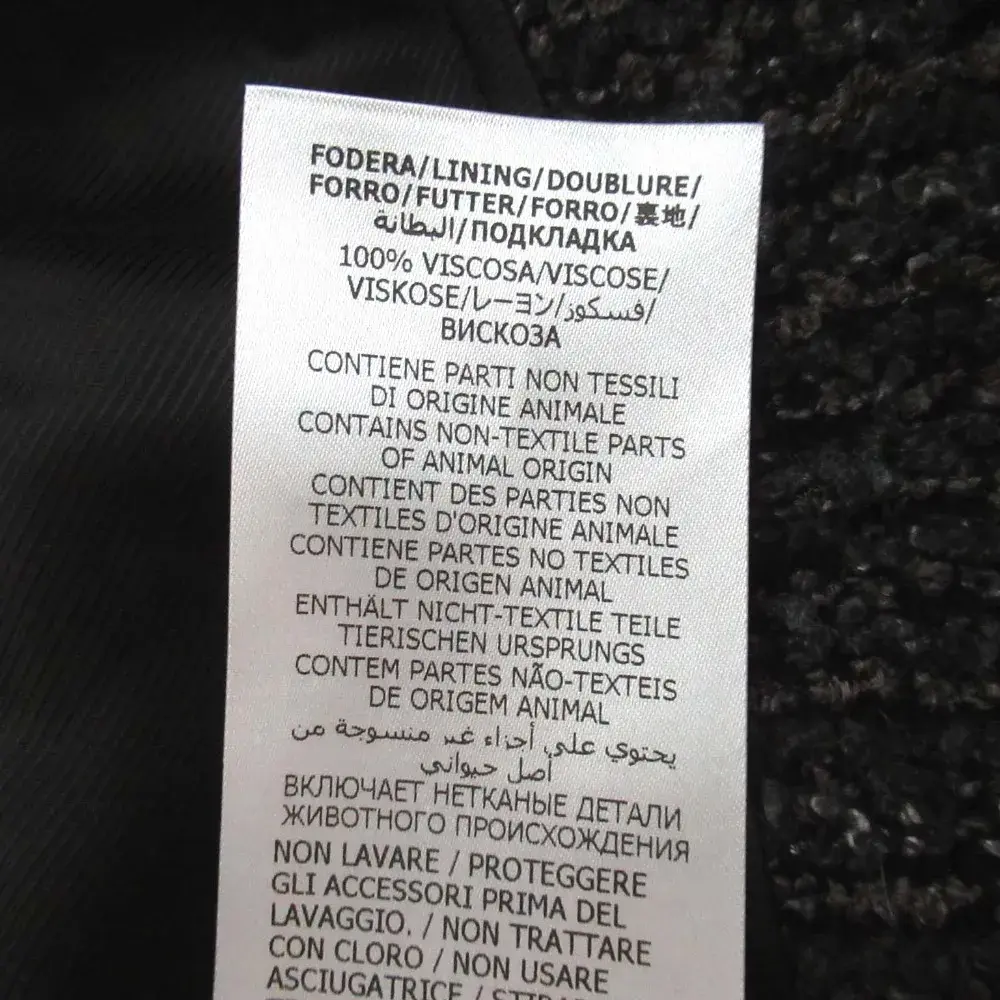 FODERA/LINING/DOUBLURE/
FORRO/FUTTER/FORRO/裏地/
البطانة/ПОДКЛАДКА
100% VISCOSA/VISCOSE/
VISKOSE/レーヨン/فسكوز/
ВИСКОЗА
CONTIENE PARTI NON TESSILI
DI ORIGINE ANIMALE
CONTAINS NON-TEXTILE PARTS
OF ANIMAL ORIGIN
CONTIENT DES PARTIES NON
TEXTILES D'ORIGINE ANIMALE
CONTIENE PARTES NO TEXTILES
DE ORIGEN ANIMAL
ENTHÄLT NICHT-TEXTILE TEILE
TIERISCHEN URSPRUNGS
CONTEM PARTES NÃO-TEXTEIS
DE ORIGEM ANIMAL
يحتوي على أجزاء غير منسوجة من
أصل حيواني
ВКЛЮЧАЕТ НЕТКАНЫЕ ДЕТАЛИ
ЖИВОТНОГО ПРОИСХОЖДЕНИЯ
NON LAVARE / PROTEGGERE
GLI ACCESSORI PRIMA DEL
LAVAGGIO. / NON TRATTARE
CON CLORO / NON USARE
ASCIUGATRICE /